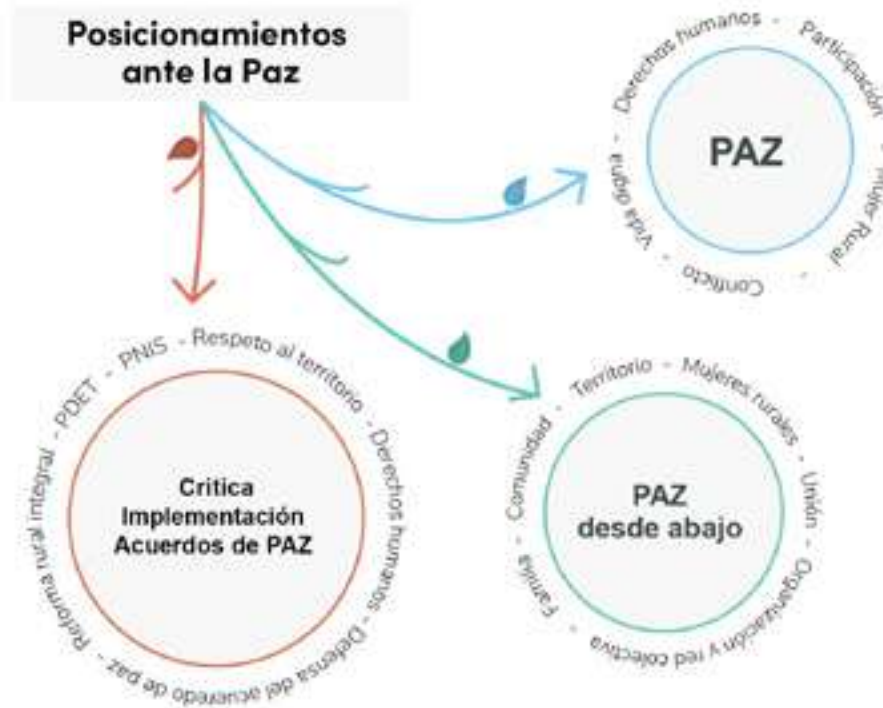 Posicionamientos
ante la Paz
Derechos humanos - Participación - Mujer Rural - Conflicto - Vida digna -
PAZ
Reforma rural integral - PDET - PNIS - Respeto al territorio - Derechos humanos - Defensa del acueredo de paz -
Critica
Implementación
Acuerdos de PAZ
Familia - Comunidad - Territorio - Mujeres rurales - Unión - Organización y red colectiva -
PAZ
desde abajo